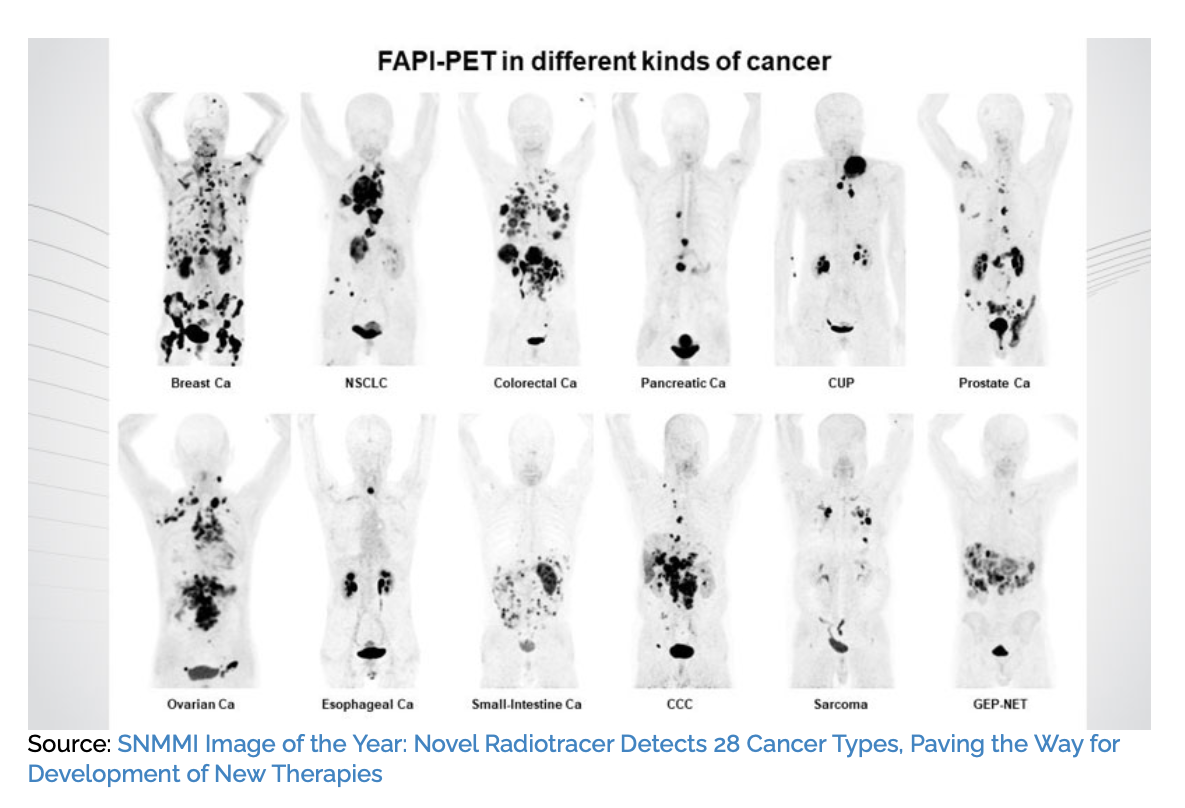 FAPI-PET in different kinds of cancer
Breast Ca
NSCLC
Colorectal Ca
Pancreatic Ca
CUP
Prostate Ca
Ovarian Ca
Esophageal Ca
Small-Intestine Ca
CCC
Sarcoma
GEP-NET
Source: SNMMI Image of the Year: Novel Radiotracer Detects 28 Cancer Types, Paving the Way for
Development of New Therapies